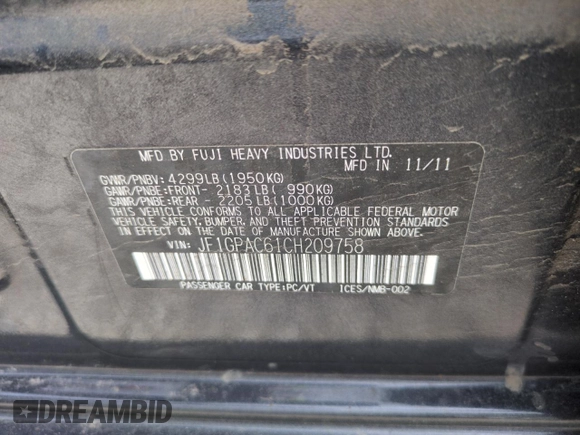 MFD BY FUJI HEAVY INDUSTRIES LTD.
MFD IN 11/11
GVWR/PNBV: 4299LB(1950KG)
GAWR/PNBE:FRONT- 2183LB( 990KG)
GAWR/PNBE:REAR - 2205LB(1000KG)
THIS VEHICLE CONFORMS TO ALL APPLICABLE FEDERAL MOTOR
VEHICLE SAFETY, BUMPER, AND THEFT PREVENTION STANDARDS
IN EFFECT ON THE DATE OF MANUFACTURE SHOWN ABOVE.
VIN: JF1GPAC61CH209758
PASSENGER CAR TYPE:PC/VT ICES/NMB-002
DREAMBID